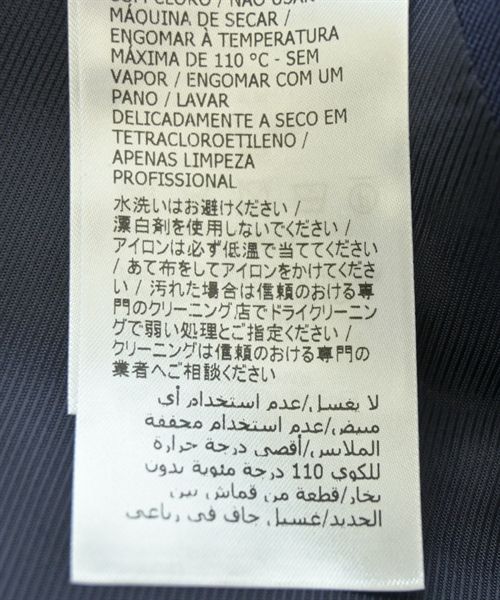 SEM CLORO / NÃO USAR
MÁQUINA DE SECAR /
ENGOMAR À TEMPERATURA
MÁXIMA DE 110 °C - SEM
VAPOR / ENGOMAR COM UM
PANO / LAVAR
DELICADAMENTE A SECO EM
TETRACLOROETILENO /
APENAS LIMPEZA
PROFISSIONAL
水洗いはお避けください /
漂白剤を使用しないでください /
アイロンは必ず低温で当ててください
/ あて布をしてアイロンをかけてくださ
い / 汚れた場合は信頼のおける専
門のクリーニング店でドライクリーニン
グで弱い処理とご指定ください /
クリーニングは信頼のおける専門の
業者へご相談ください
لا يغسل/عدم استخدام أي
مبيض/عدم استخدام مجففة
الملابس/أقصى درجة حرارة
للكوي 110 درجة مئوية بدون
بخار/قطعة من قماش بين
الحديد/غسيل جاف في رباعي